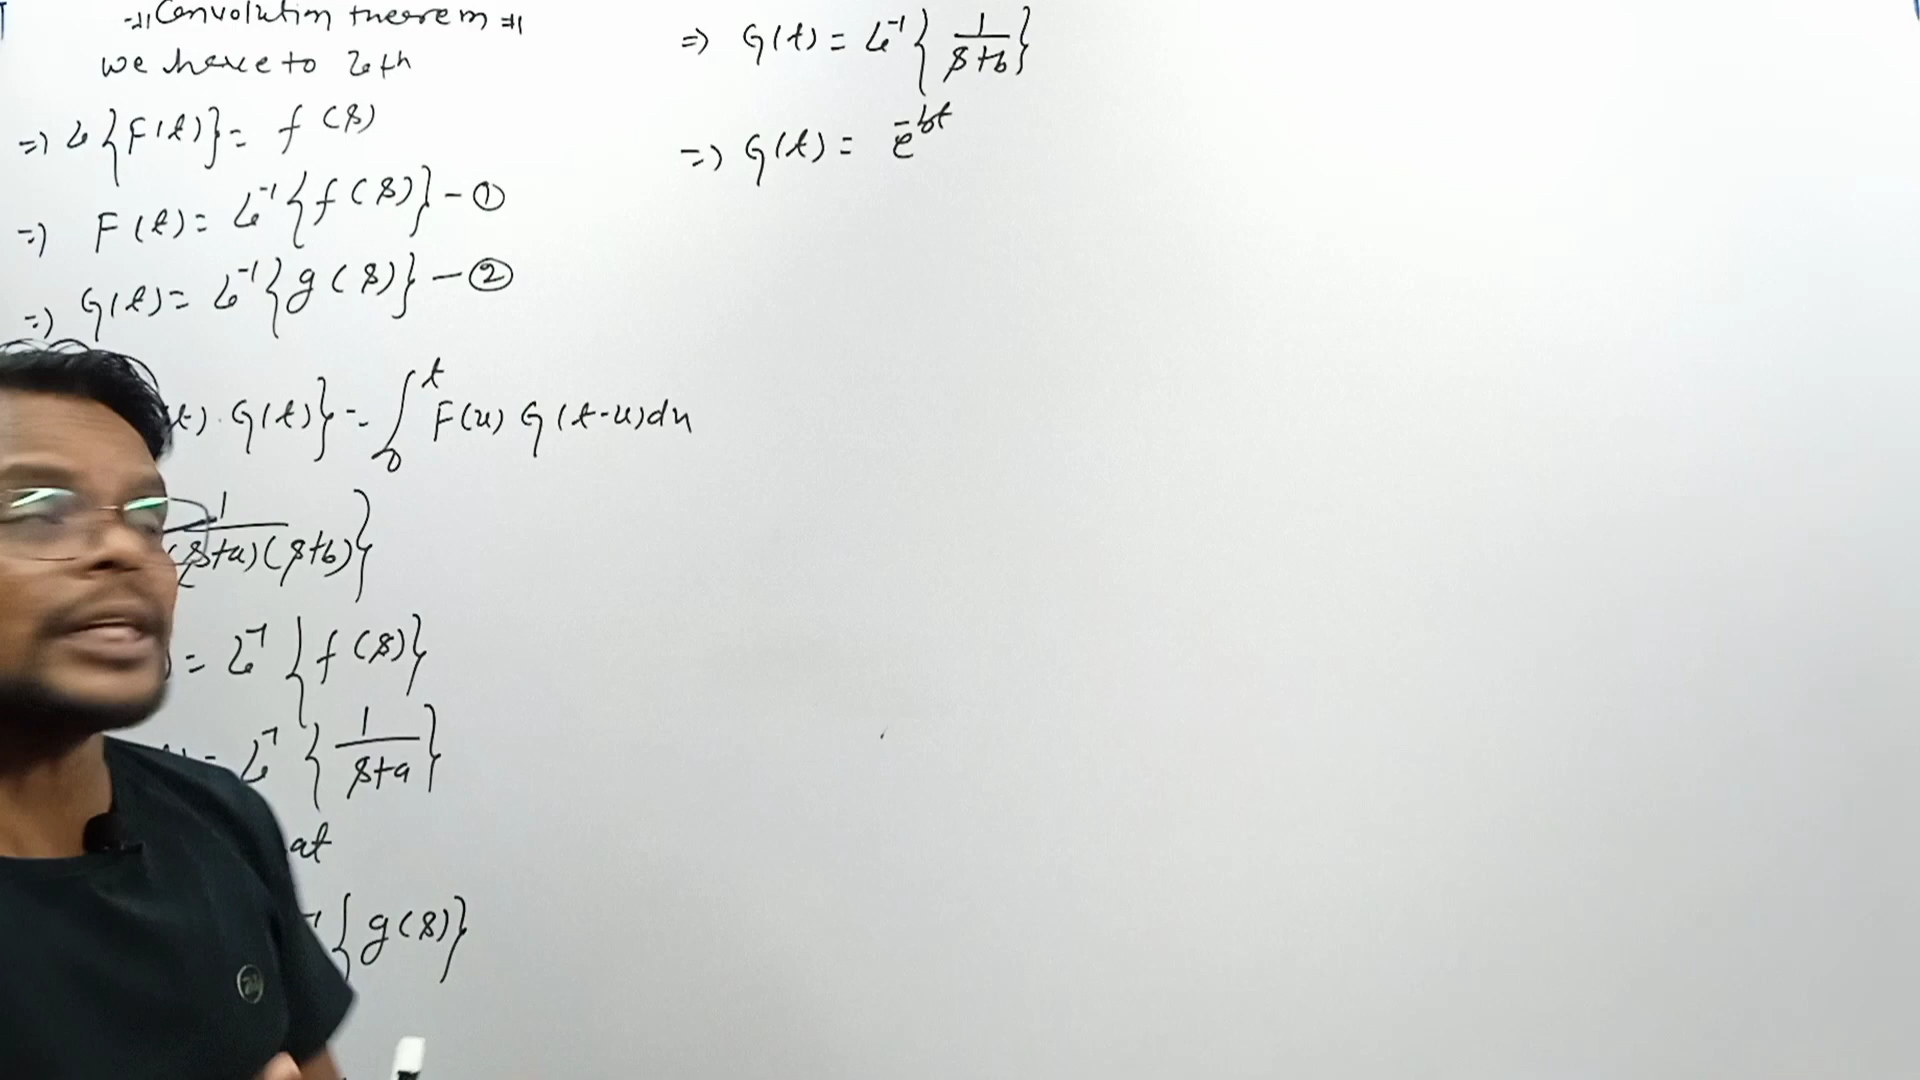 Convolution theorem
we have to
=> L{F(t)} = f(s)
=> F(t) = L⁻¹{f(s)} - ①
=> G(t) = L⁻¹{g(s)} - ②
t) · G(t)} = ∫₀ᵗ F(u) G(t-u)du
1/(s+a)(s+b)}
= L⁻¹{f(s)}
= L⁻¹{1/s+a}
at
⁻¹{g(s)}
=> G(t) = L⁻¹{1/s+b}
=> G(t) = e^-bt